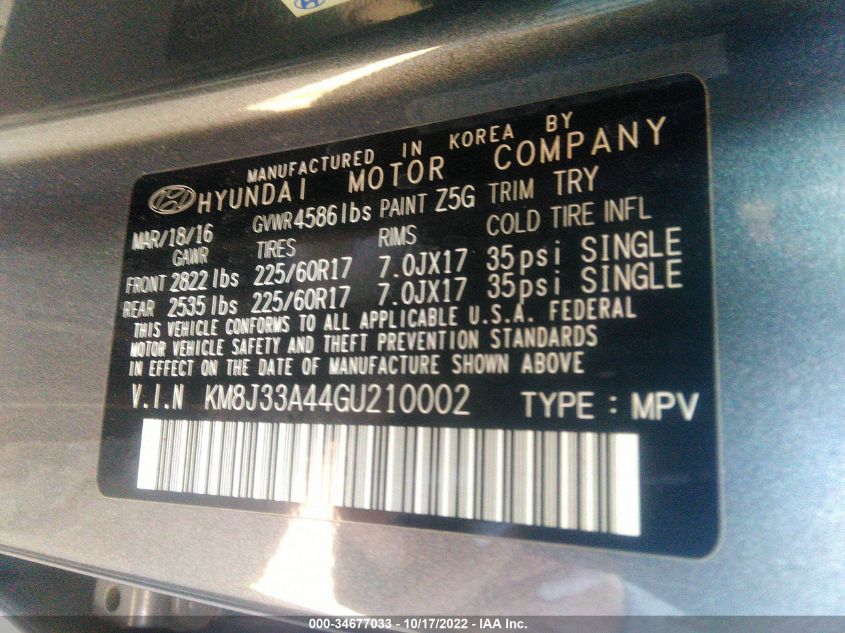 MANUFACTURED IN KOREA BY
HYUNDAI MOTOR COMPANY
MAR/18/16 GVWR 4586 lbs PAINT Z5G TRIM TRY
GAWR TIRES RIMS COLD TIRE INFL
FRONT 2822 lbs 225/60R17 7.0JX17 35psi SINGLE
REAR 2535 lbs 225/60R17 7.0JX17 35psi SINGLE
THIS VEHICLE CONFORMS TO ALL APPLICABLE U.S.A. FEDERAL
MOTOR VEHICLE SAFETY AND THEFT PREVENTION STANDARDS
IN EFFECT ON THE DATE OF MANUFACTURE SHOWN ABOVE
V.I.N KM8J33A44GU210002 TYPE : MPV
000-34677033 - 10/17/2022 - IAA Inc.